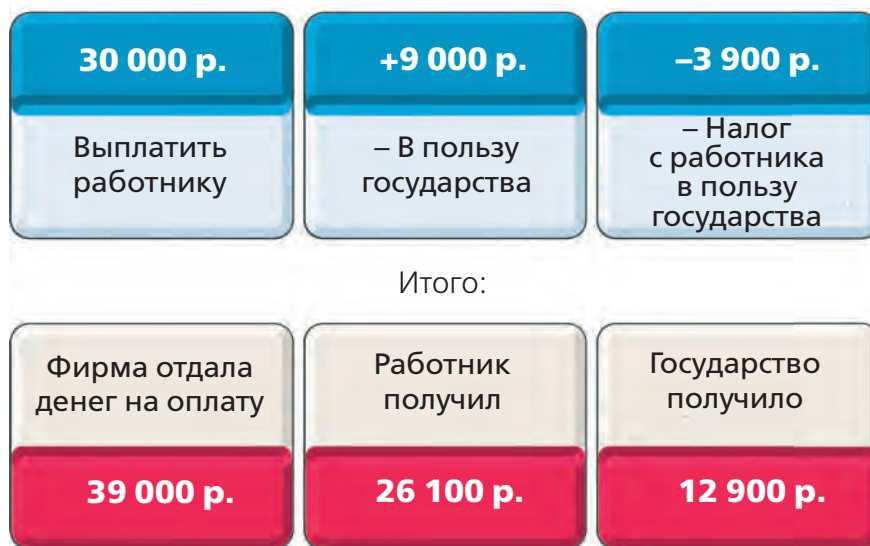 30 000 р.
+9 000 р.
–3 900 р.
Выплатить
работнику
– В пользу
государства
– Налог
с работника
в пользу
государства
Итого:
Фирма отдала
денег на оплату
Работник
получил
Государство
получило
39 000 р.
26 100 р.
12 900 р.